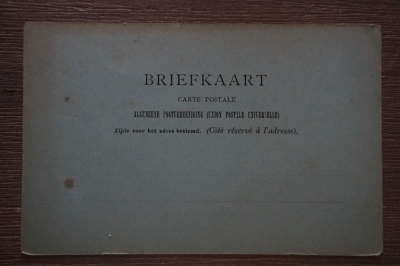 BRIEFKAART
CARTE POSTALE
ALGEMEENE POSTVEREENIGING (UNION POSTALE UNIVERSELLE)
Zijde voor het adres bestemd. (Côté réservé à l'adresse).